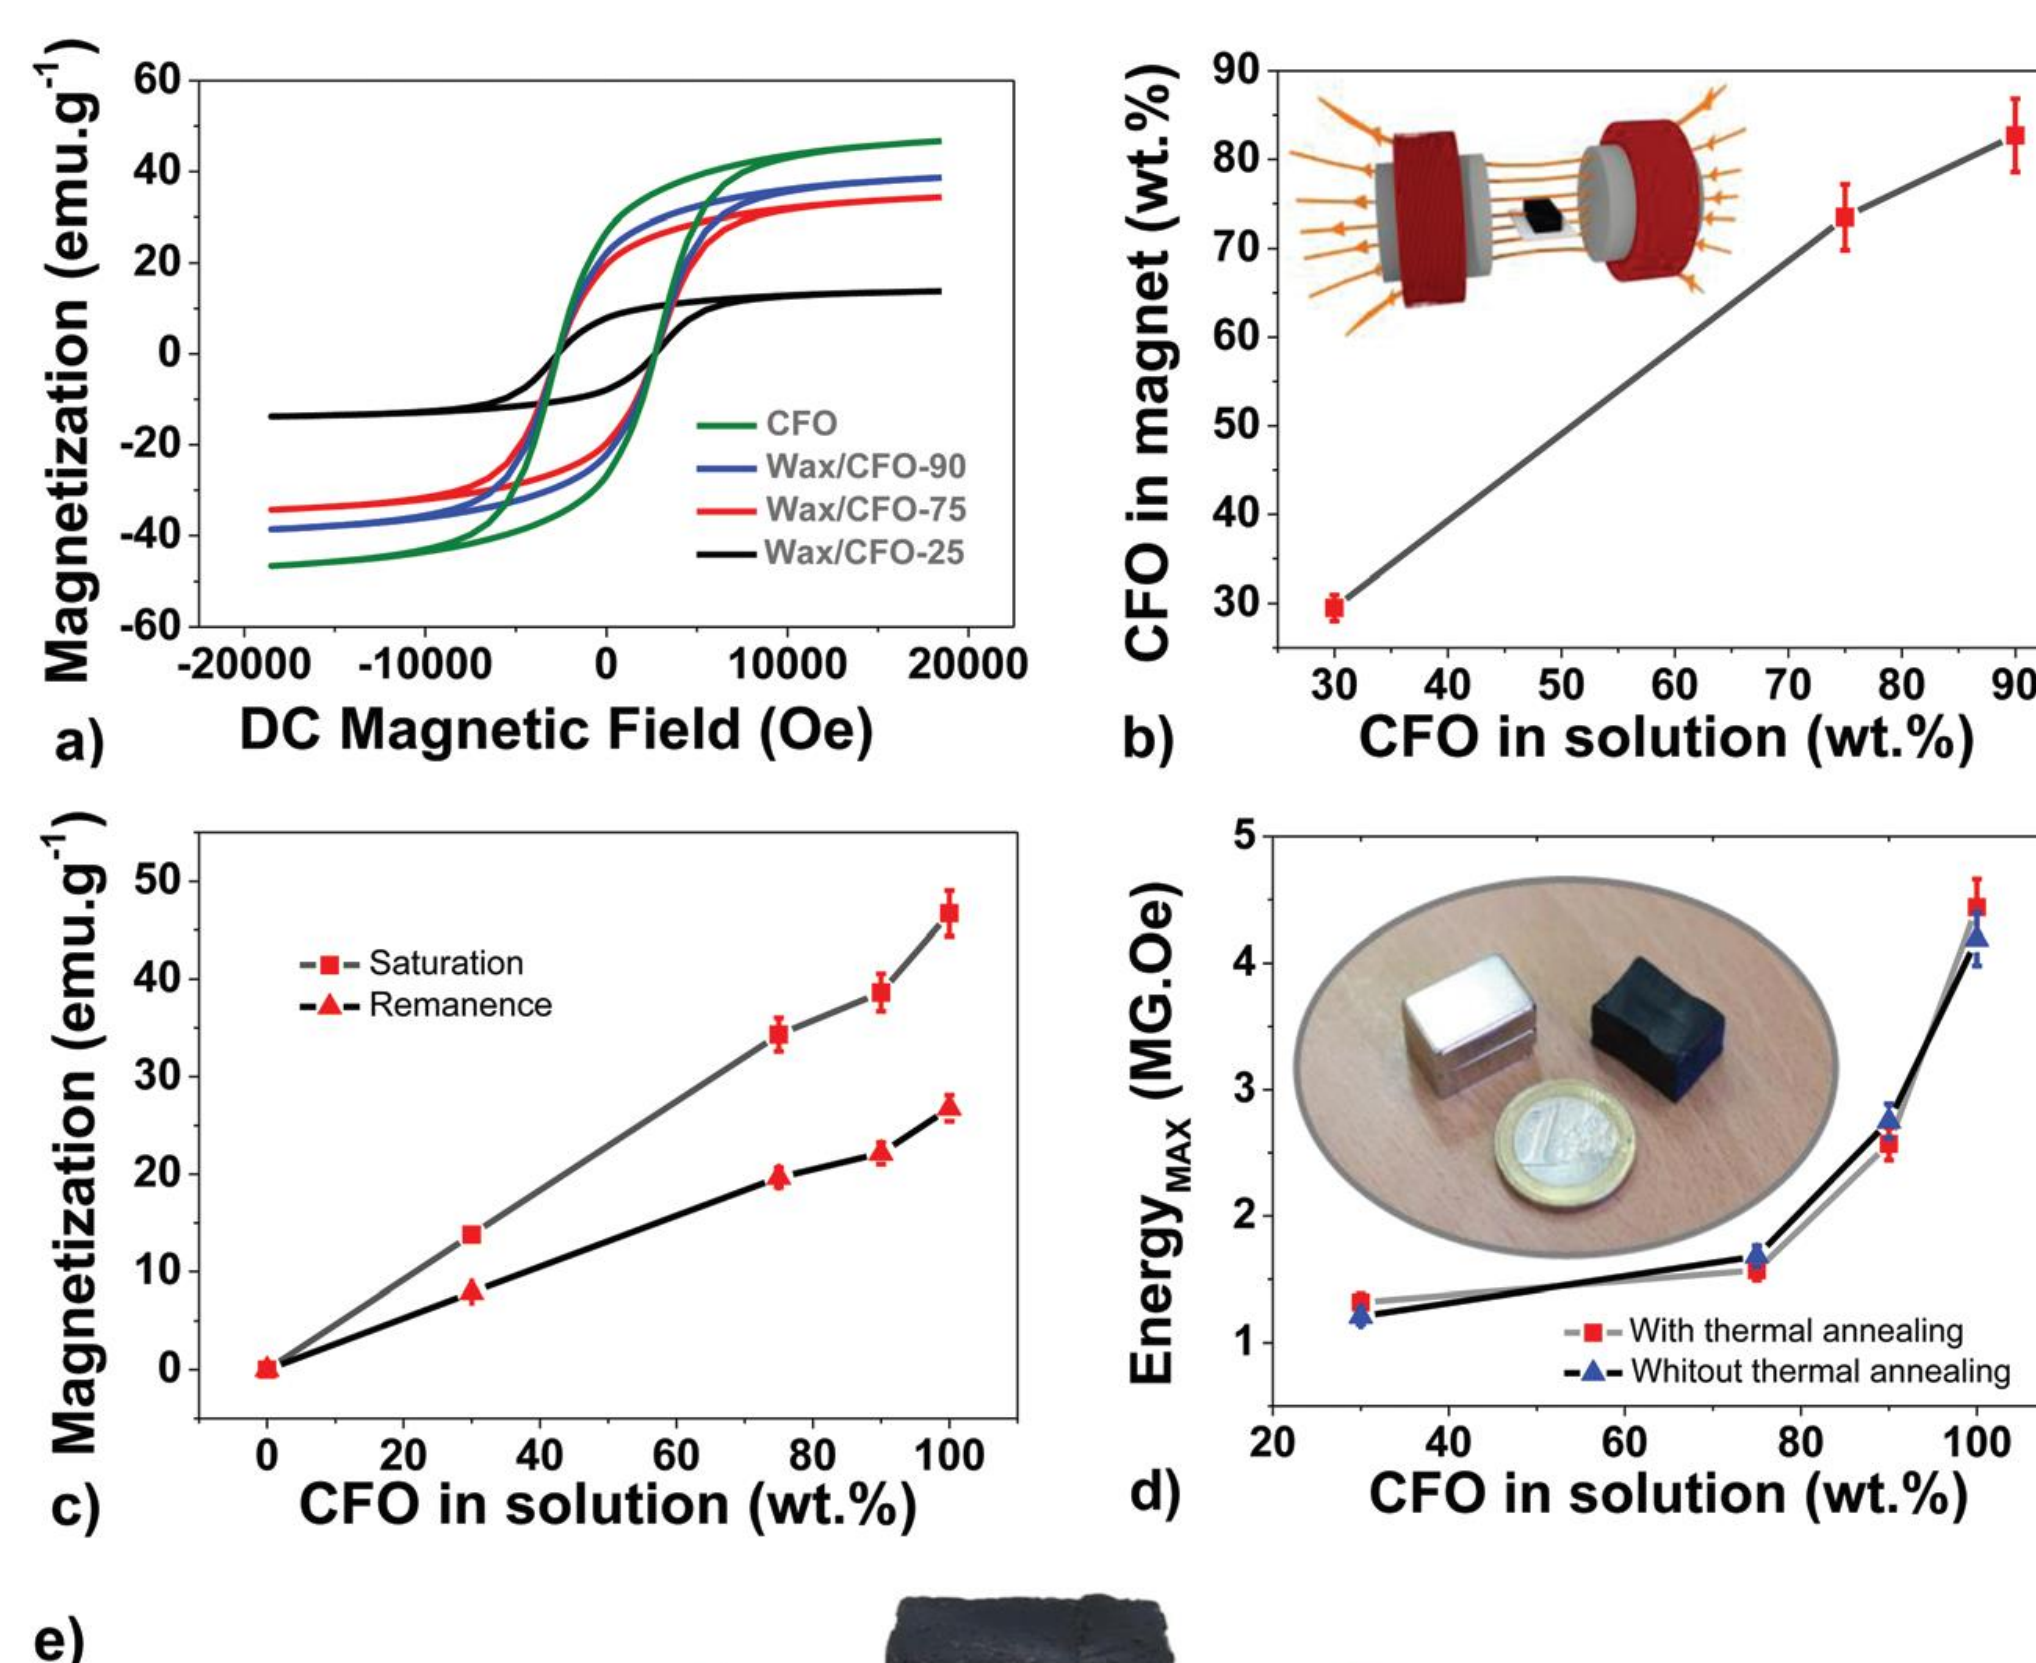 Magnetization (emu.g-1)
60
40
20
0
-20
-40
-60
CFO
Wax/CFO-90
Wax/CFO-75
Wax/CFO-25
-20000 -10000 0 10000 20000
DC Magnetic Field (Oe)
a)
CFO in magnet (wt.%)
90
80
70
60
50
40
30
30 40 50 60 70 80 90
CFO in solution (wt.%)
b)
Magnetization (emu.g-1)
50
40
30
20
10
0
Saturation
Remanence
0 20 40 60 80 100
CFO in solution (wt.%)
c)
EnergyMAX (MG.Oe)
5
4
3
2
1
With thermal annealing
Whitout thermal annealing
20 40 60 80 100
CFO in solution (wt.%)
d)
e)